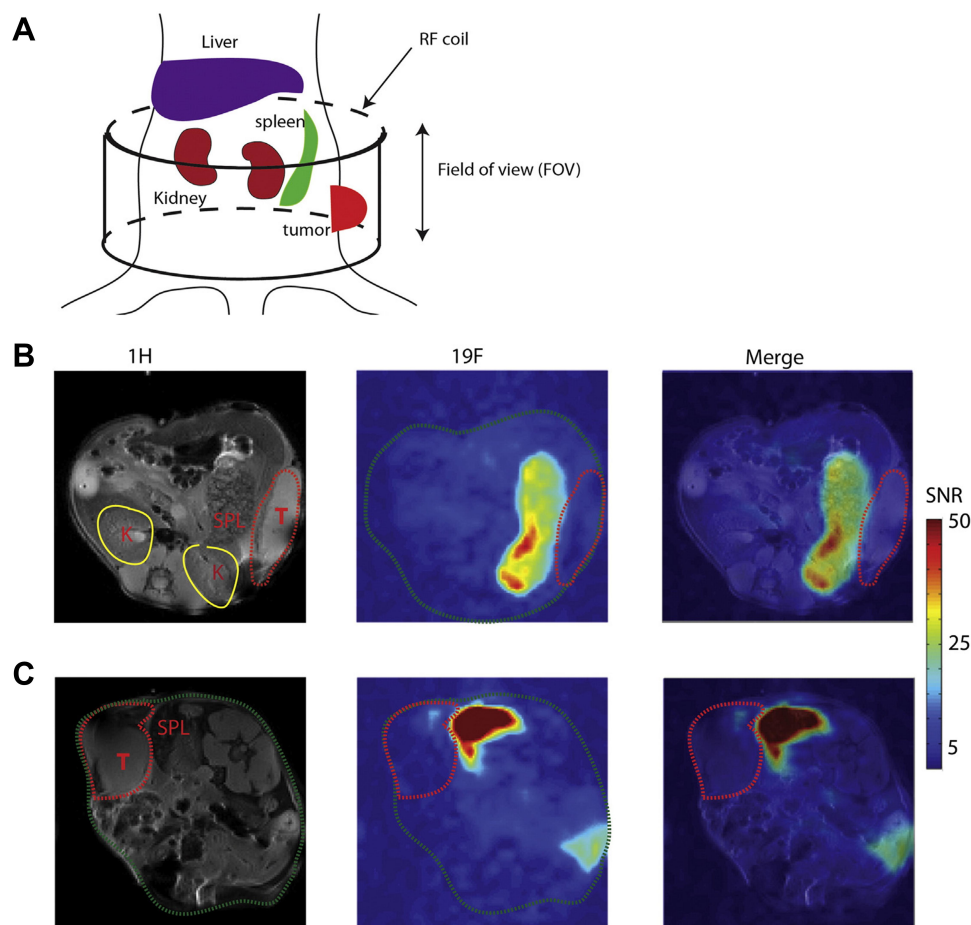 A
Liver
RF coil
spleen
Field of view (FOV)
Kidney
tumor
B
1H
19F
Merge
K
SPL
T
K
SNR
50
25
5
C
SPL
T